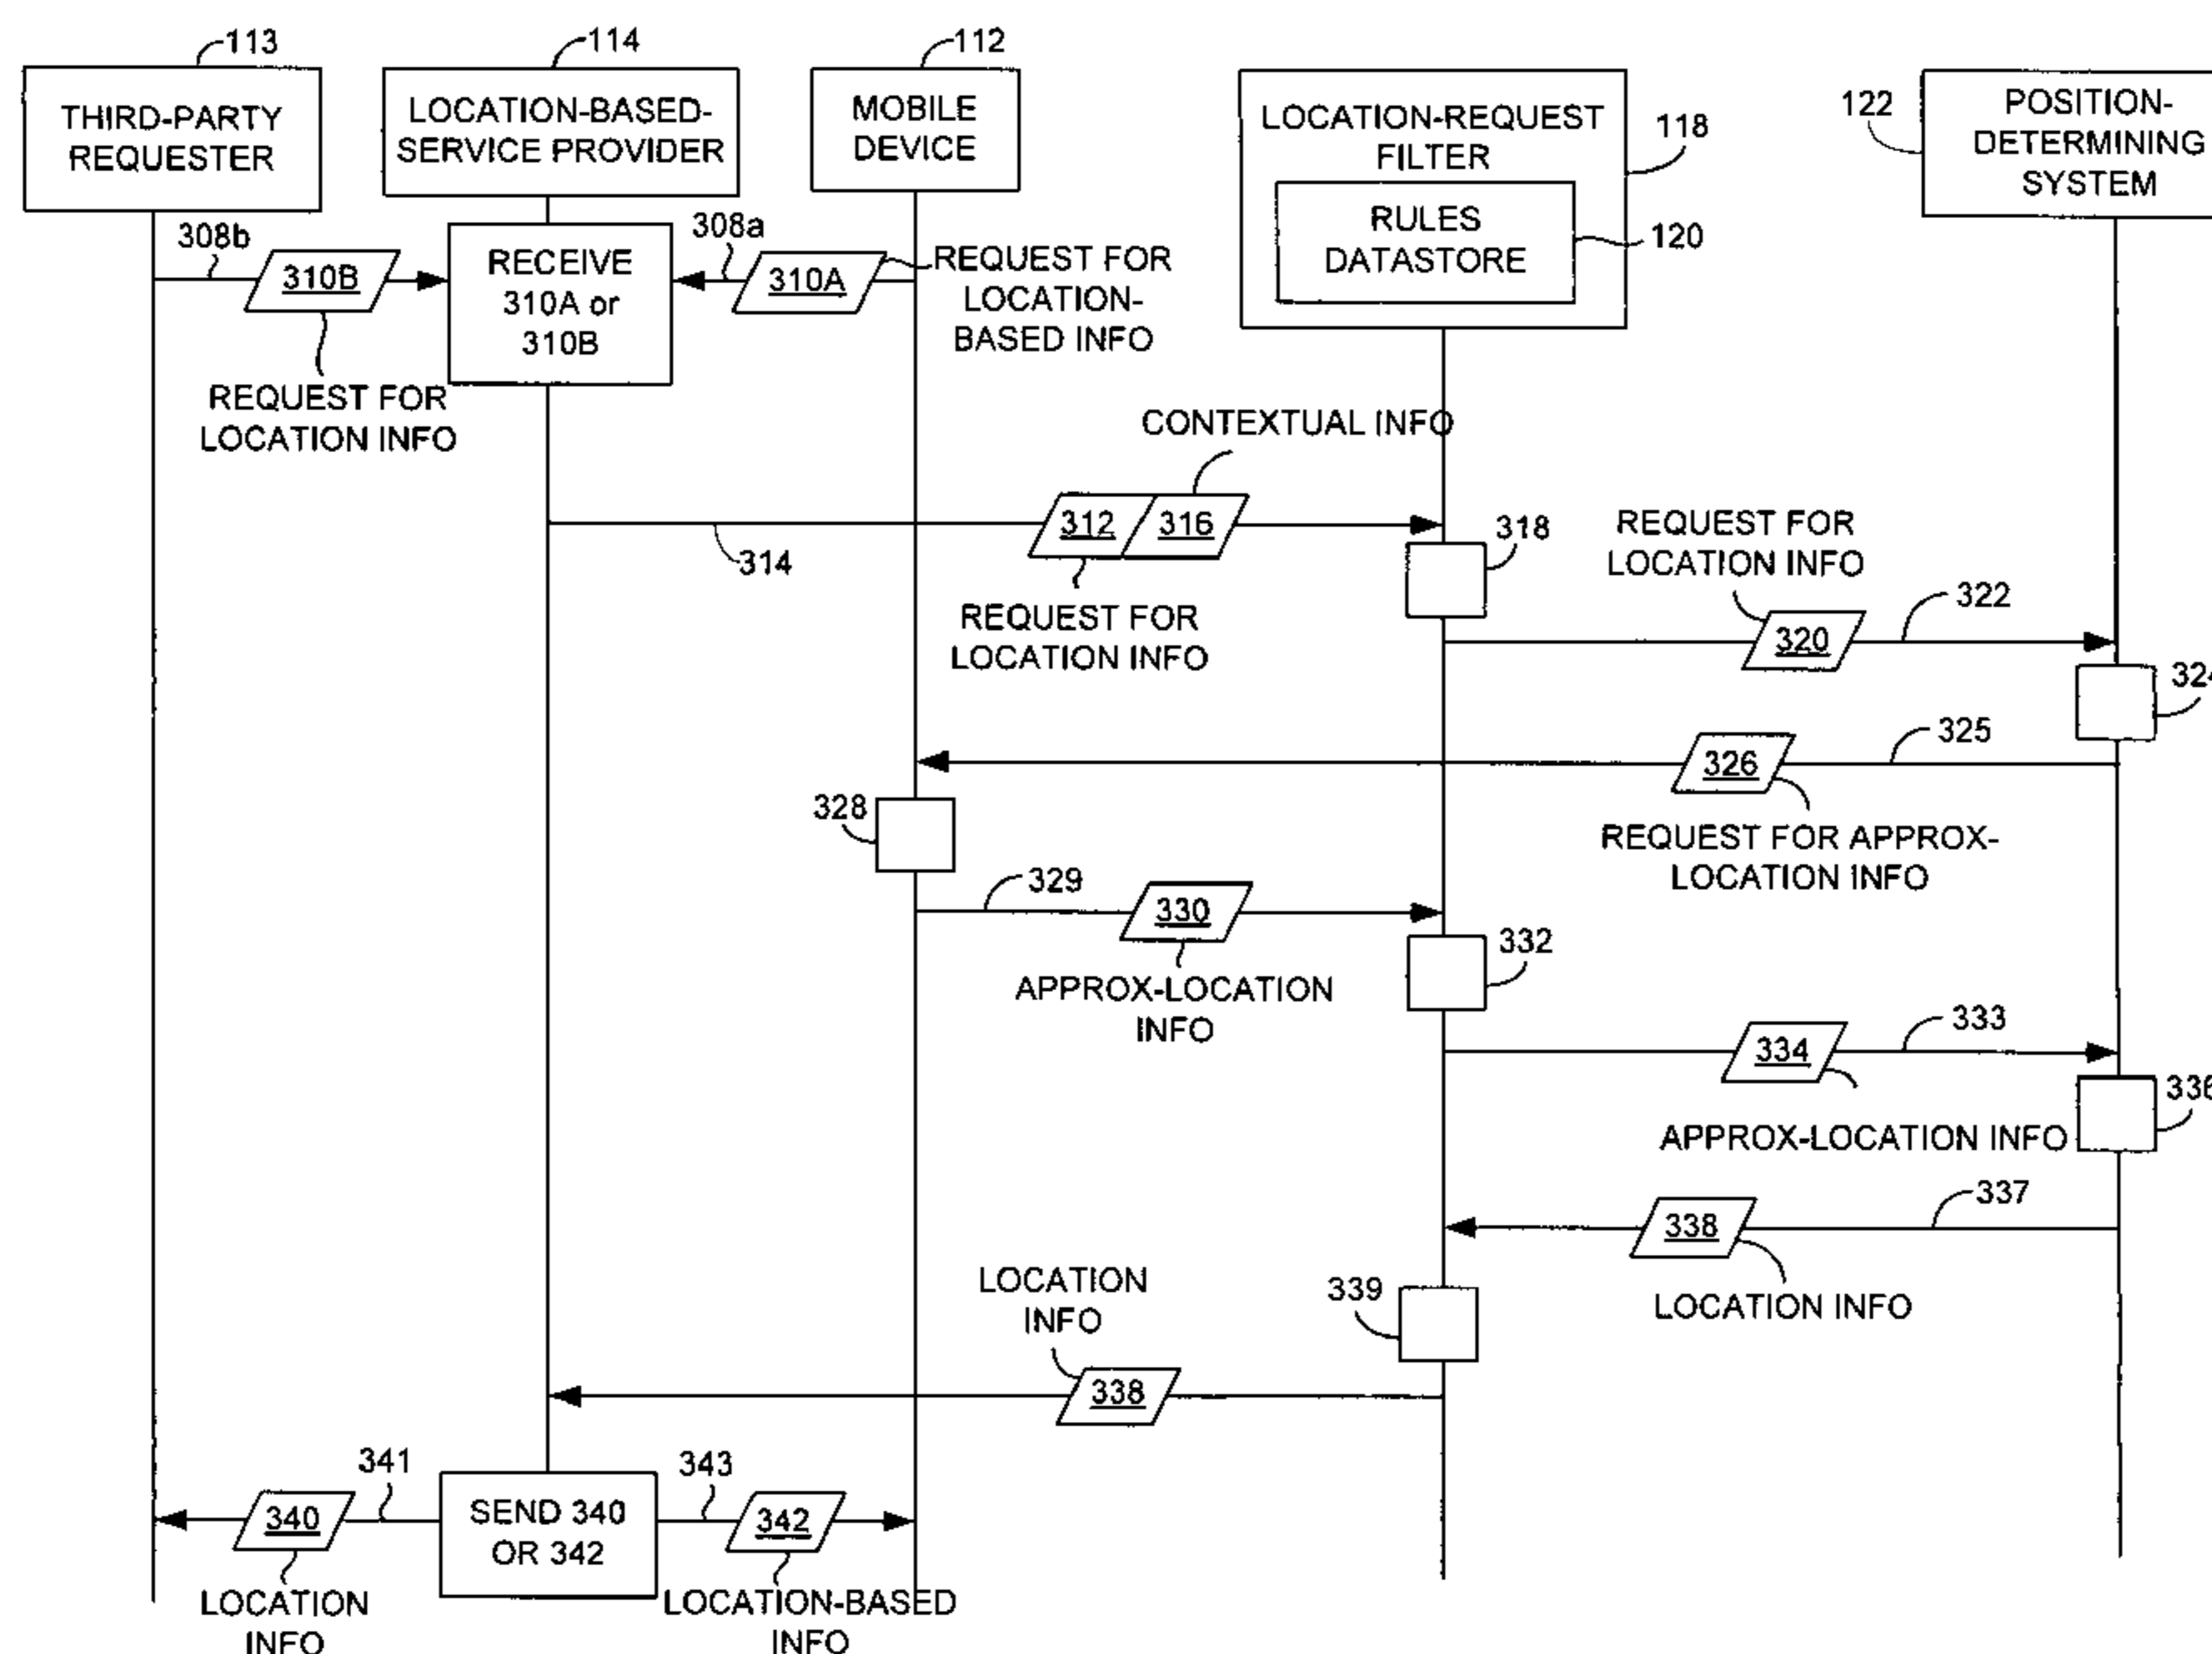 113
114
112
THIRD-PARTY
REQUESTER
LOCATION-BASED-
SERVICE PROVIDER
MOBILE
DEVICE
LOCATION-REQUEST
FILTER
118
RULES
DATASTORE
120
122
POSITION-
DETERMINING
SYSTEM
308b
310B
REQUEST FOR
LOCATION INFO
RECEIVE
310A or
310B
308a
310A
REQUEST FOR
LOCATION-
BASED INFO
CONTEXTUAL INFO
314
312
316
REQUEST FOR
LOCATION INFO
318
REQUEST FOR
LOCATION INFO
320
322
324
326
325
REQUEST FOR APPROX-
LOCATION INFO
328
329
330
APPROX-LOCATION
INFO
332
334
333
APPROX-LOCATION INFO
336
338
337
LOCATION INFO
339
LOCATION
INFO
338
340
341
LOCATION
INFO
SEND 340
OR 342
343
342
LOCATION-BASED
INFO